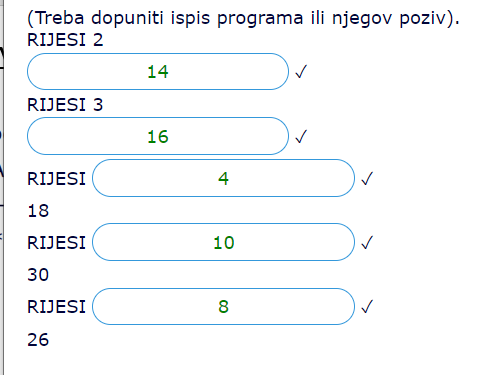 (Treba dopuniti ispis programa ili njegov poziv).
RIJESI 2
14 ✓
RIJESI 3
16 ✓
RIJESI 4 ✓
18
RIJESI 10 ✓
30
RIJESI 8 ✓
26